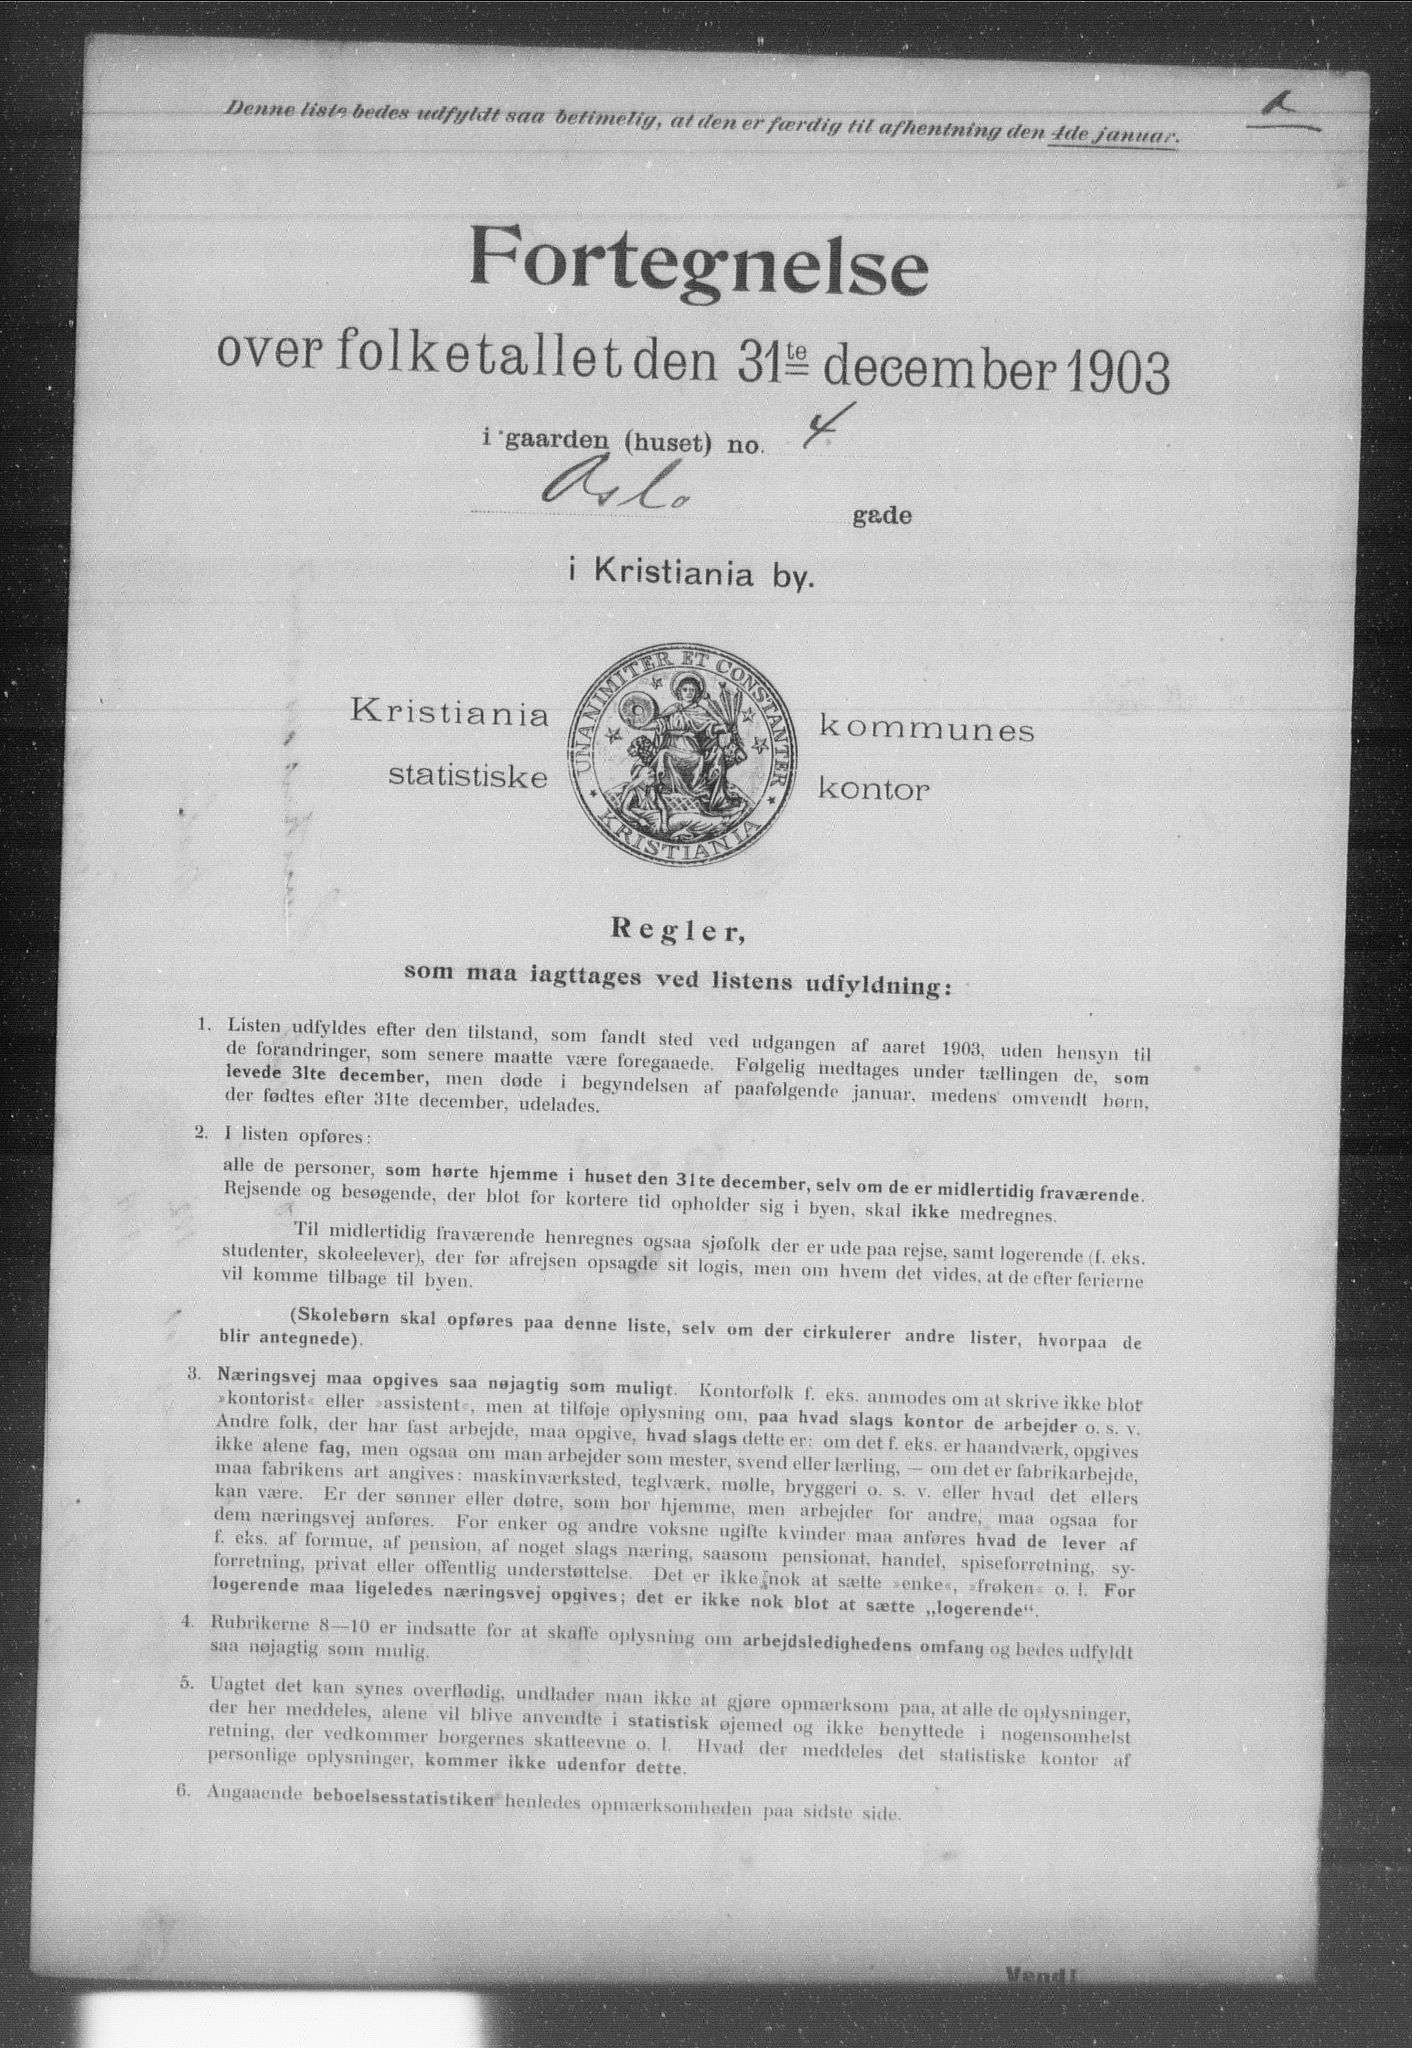 Denne liste bedes udfyldt saa betimelig, at den er færdig til afhentning den 4de januar.
Fortegnelse
over folketallet den 31te december 1903
i gaarden (huset) no. 4
Oslo gade
i Kristiania by.
Kristiania kommunes
statistiske kontor
UNANIMITER ET CONSTANTER
KRISTIANIA
Regler,
som maa iagttages ved listens udfyldning:
1. Listen udfyldes efter den tilstand, som fandt sted ved udgangen af aaret 1903, uden hensyn til
de forandringer, som senere maatte være foregaaede. Følgelig medtages under tællingen de, som
levede 31te december, men døde i begyndelsen af paafølgende januar, medens omvendt børn,
der fødtes efter 31te december, udelades.
2. I listen opføres:
alle de personer, som hørte hjemme i huset den 31te december, selv om de er midlertidig fraværende.
Rejsende og besøgende, der blot for kortere tid opholder sig i byen, skal ikke medregnes.
Til midlertidig fraværende henregnes ogsaa sjøfolk der er ude paa rejse, samt logerende (f. eks.
studenter, skoleelever), der før afrejsen opsagde sit logis, men om hvem det vides, at de efter ferierne
vil komme tilbage til byen.
(Skolebørn skal opføres paa denne liste, selv om der cirkulerer andre lister, hvorpaa de
blir antegnede).
3. Næringsvej maa opgives saa nøjagtig som muligt. Kontorfolk f. eks. anmodes om at skrive ikke blot
»kontorist« eller »assistent«, men at tilføje oplysning om, paa hvad slags kontor de arbejder o. s. v.
Andre folk, der har fast arbejde, maa opgive, hvad slags dette er: om det f. eks. er haandværk, opgives
ikke alene fag, men ogsaa om man arbejder som mester, svend eller lærling, — om det er fabrikarbejde,
maa fabrikens art angives: maskinværksted, teglværk, mølle, bryggeri o. s. v. eller hvad det ellers
kan være. Er der sønner eller døtre, som bor hjemme, men arbejder for andre, maa ogsaa for
dem næringsvej anføres. For enker og andre voksne ugifte kvinder maa anføres hvad de lever af
f. eks. af formue, af pension, af noget slags næring, saasom pensionat, handel, spiseforretning, sy-
forretning, privat eller offentlig understøttelse. Det er ikke nok at sætte »enke«, »frøken« o. l. For
logerende maa ligeledes næringsvej opgives; det er ikke nok blot at sætte „logerende“.
4. Rubrikerne 8—10 er indsatte for at skaffe oplysning om arbejdsledighedens omfang og bedes udfyldt
saa nøjagtig som mulig.
5. Uagtet det kan synes overflødig, undlader man ikke at gjøre opmærksom paa, at alle de oplysninger,
der her meddeles, alene vil blive anvendte i statistisk øjemed og ikke benyttede i nogensomhelst
retning, der vedkommer borgernes skatteevne o. l. Hvad der meddeles det statistiske kontor af
personlige oplysninger, kommer ikke udenfor dette.
6. Angaaende beboelsesstatistiken henledes opmærksomheden paa sidste side.
Vend!